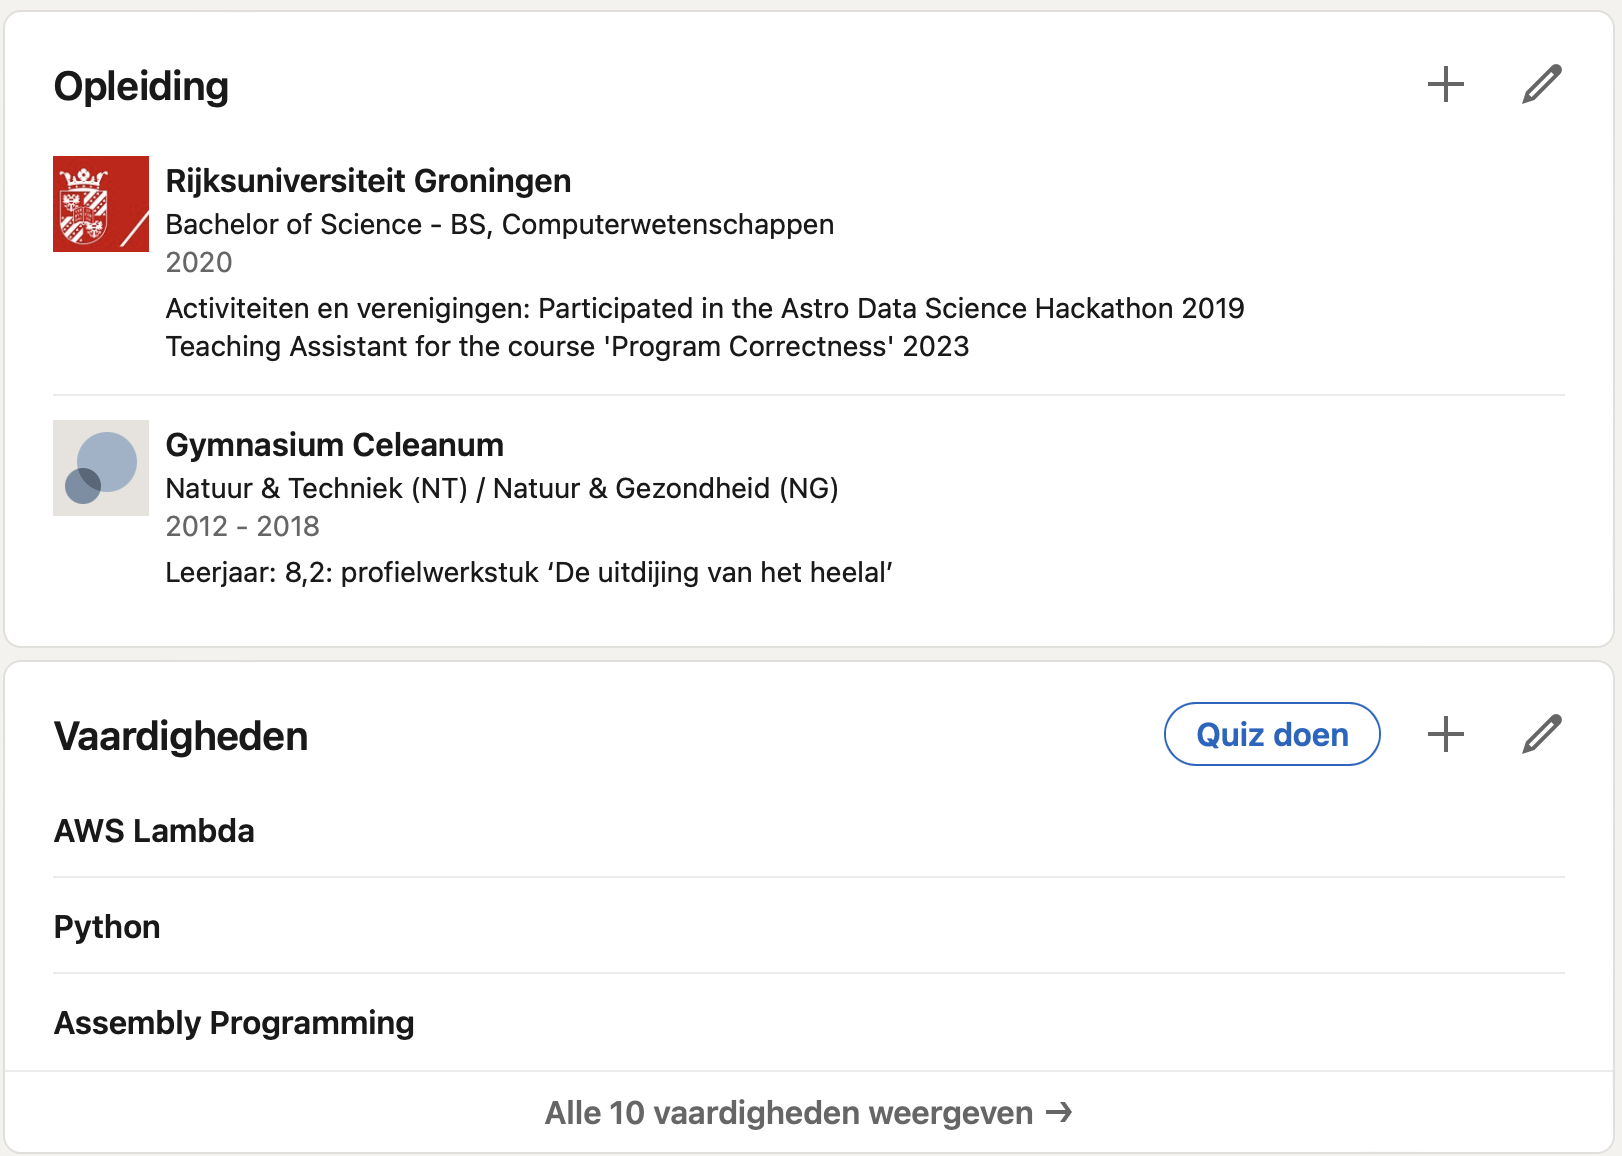 Opleiding
Rijksuniversiteit Groningen
Bachelor of Science - BS, Computerwetenschappen
2020
Activiteiten en verenigingen: Participated in the Astro Data Science Hackathon 2019
Teaching Assistant for the course 'Program Correctness' 2023
Gymnasium Celeanum
Natuur & Techniek (NT) / Natuur & Gezondheid (NG)
2012 - 2018
Leerjaar: 8,2: profielwerkstuk ‘De uitdijing van het heelal’
Vaardigheden
Quiz doen
AWS Lambda
Python
Assembly Programming
Alle 10 vaardigheden weergeven →